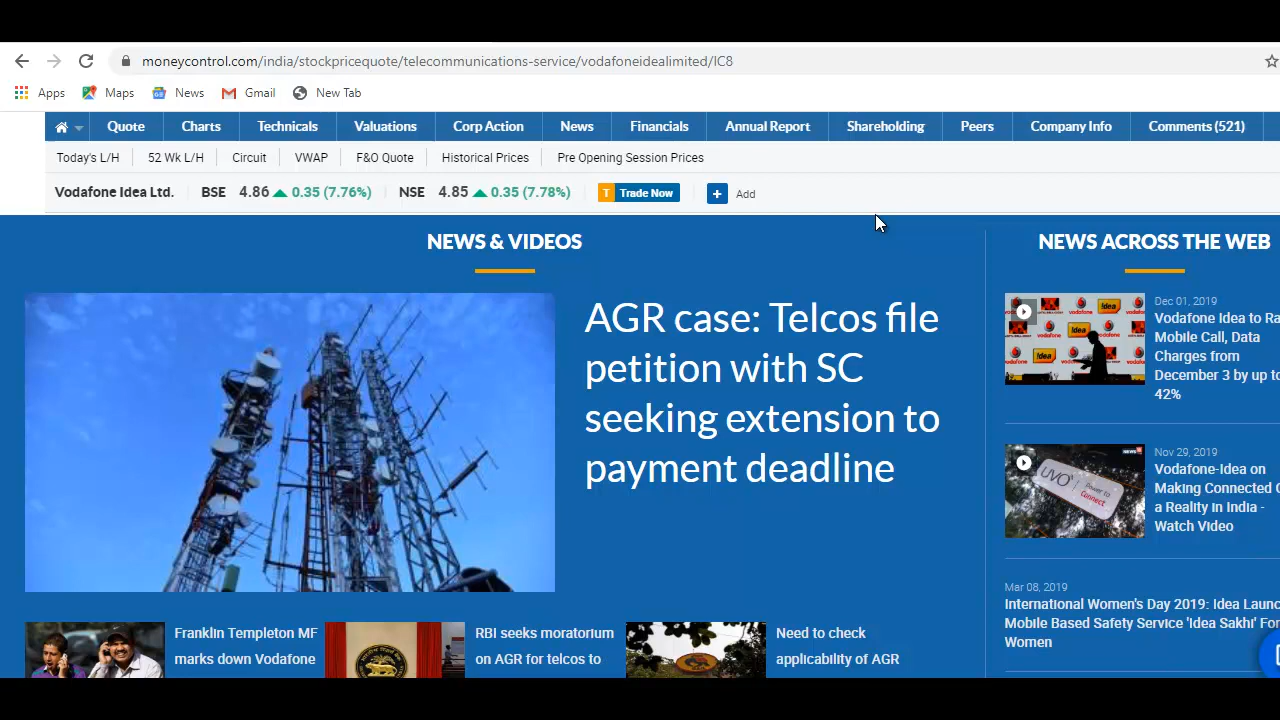 moneycontrol.com/india/stockpricequote/telecommunications-service/vodafoneidealimited/IC8
Apps Maps News Gmail New Tab
Quote Charts Technicals Valuations Corp Action News Financials Annual Report Shareholding Peers Company Info Comments (521)
Today's L/H 52 Wk L/H Circuit VWAP F&O Quote Historical Prices Pre Opening Session Prices
Vodafone Idea Ltd. BSE 4.86 0.35 (7.76%) NSE 4.85 0.35 (7.78%) T Trade Now + Add
NEWS & VIDEOS
AGR case: Telcos file
petition with SC
seeking extension to
payment deadline
Franklin Templeton MF
marks down Vodafone
RBI seeks moratorium
on AGR for telcos to
Need to check
applicability of AGR
NEWS ACROSS THE WEB
Dec 01, 2019
Vodafone Idea to Ra
Mobile Call, Data
Charges from
December 3 by up to
42%
Idea
Idea
Idea
UVO
Power to
Connect
Nov 29, 2019
Vodafone-Idea on
Making Connected C
a Reality in India -
Watch Video
Mar 08, 2019
International Women's Day 2019: Idea Launc
Mobile Based Safety Service 'Idea Sakhi' For
Women